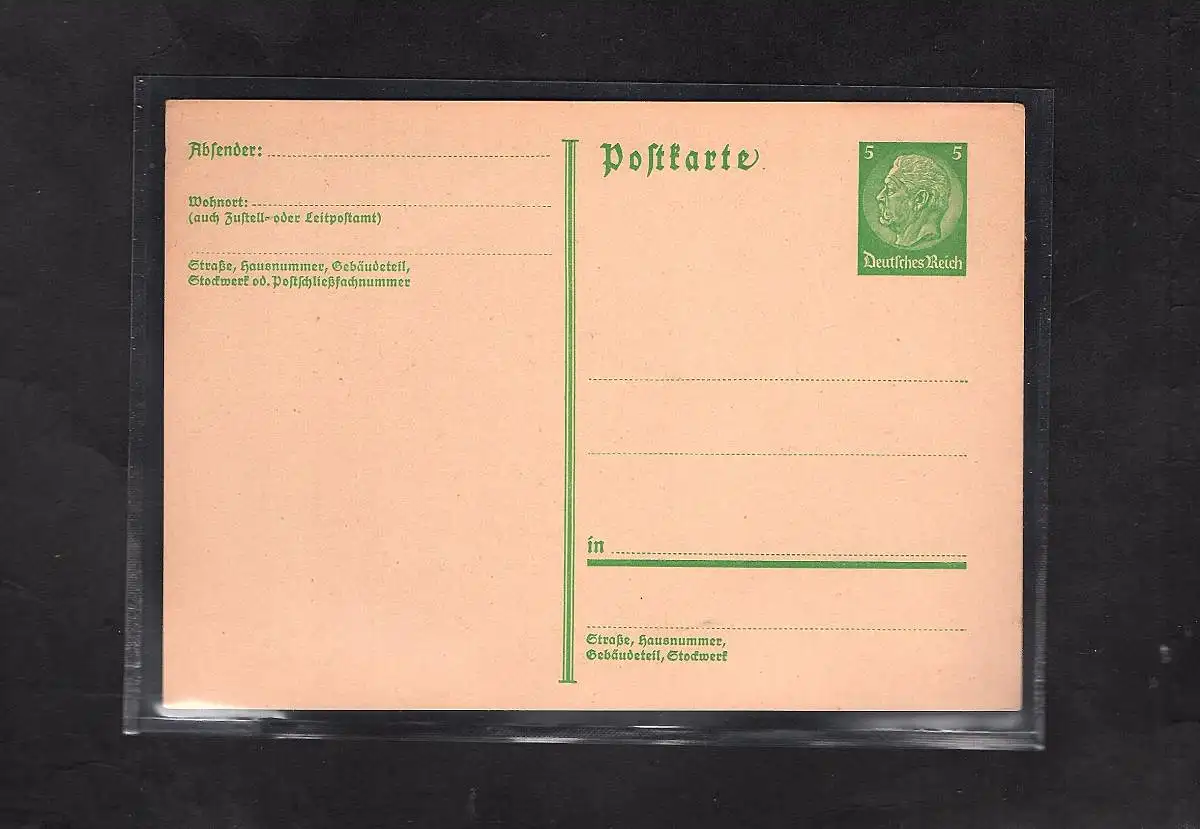 Absender:
Wohnort:
(auch Zustell- oder Leitpostamt)
Straße, Hausnummer, Gebäudeteil,
Stockwerk od. Postschließfachnummer
Postkarte
5 5
Deutsches Reich
in
Straße, Hausnummer,
Gebäudeteil, Stockwerk